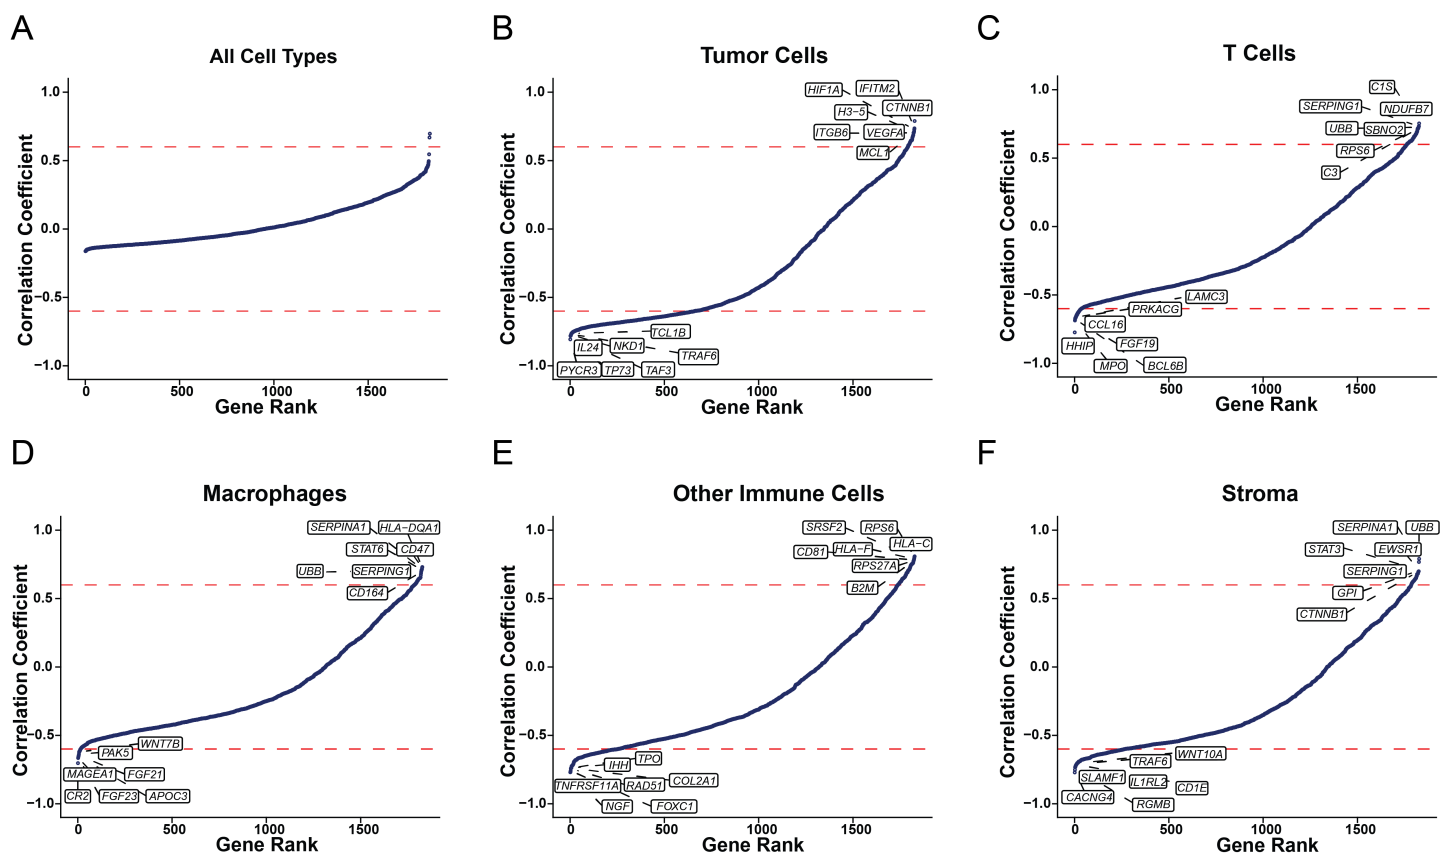 A
All Cell Types
Correlation Coefficient
1.0
0.5
0.0
−0.5
−1.0
0
500
1000
1500
Gene Rank
B
Tumor Cells
Correlation Coefficient
1.0
0.5
0.0
−0.5
−1.0
HIF1A
IFITM2
H3−5
CTNNB1
ITGB6
VEGFA
MCL1
TCL1B
IL24
NKD1
TRAF6
PYCR3
TP73
TAF3
0
500
1000
1500
Gene Rank
C
T Cells
Correlation Coefficient
1.0
0.5
0.0
−0.5
−1.0
C1S
SERPING1
NDUFB7
UBB
SBNO2
RPS6
C3
LAMC3
PRKACG
CCL16
HHIP
FGF19
MPO
BCL6B
0
500
1000
1500
Gene Rank
D
Macrophages
Correlation Coefficient
1.0
0.5
0.0
−0.5
−1.0
SERPINA1
HLA−DQA1
STAT6
CD47
UBB
SERPING1
CD164
WNT7B
PAK5
MAGEA1
FGF21
CR2
FGF23
APOC3
0
500
1000
1500
Gene Rank
E
Other Immune Cells
Correlation Coefficient
1.0
0.5
0.0
−0.5
−1.0
SRSF2
RPS6
HLA−C
CD81
HLA−F
RPS27A
B2M
TPO
IHH
COL2A1
TNFRSF11A
RAD51
NGF
FOXC1
0
500
1000
1500
Gene Rank
F
Stroma
Correlation Coefficient
1.0
0.5
0.0
−0.5
−1.0
SERPINA1
UBB
STAT3
EWSR1
SERPING1
GPI
CTNNB1
WNT10A
TRAF6
SLAMF1
IL1RL2
CD1E
CACNG4
RGMB
0
500
1000
1500
Gene Rank